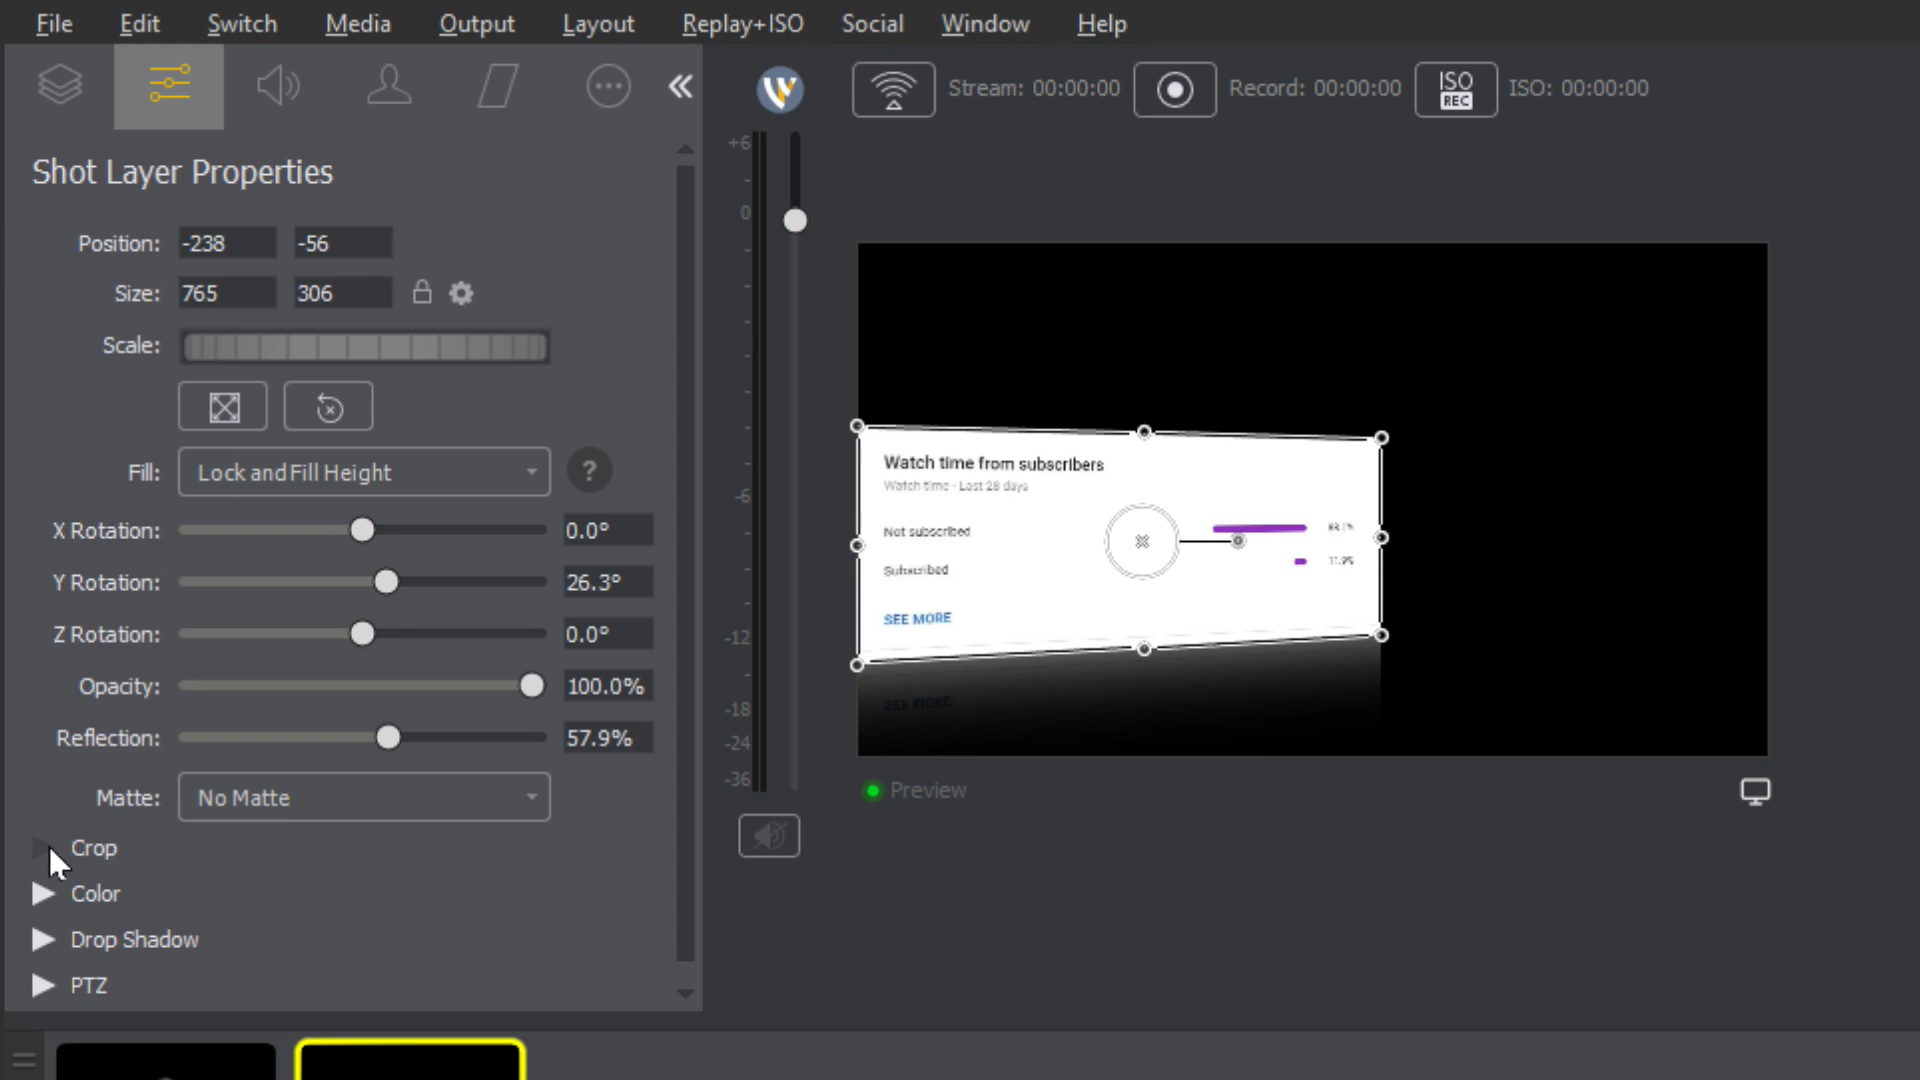 File Edit Switch Media Output Layout Replay+ISO Social Window Help
Stream: 00:00:00 Record: 00:00:00 ISO REC ISO: 00:00:00
Shot Layer Properties
Position: -238 -56
Size: 765 306
Scale:
Fill: Lock and Fill Height ?
X Rotation: 0.0°
Y Rotation: 26.3°
Z Rotation: 0.0°
Opacity: 100.0%
Reflection: 57.9%
Matte: No Matte
Crop
Color
Drop Shadow
PTZ
+6
0
-6
-12
-18
-24
-36
Watch time from subscribers
Watch time - Last 28 days
Not subscribed
Subscribed 11.9%
SEE MORE
SEE MORE
Preview